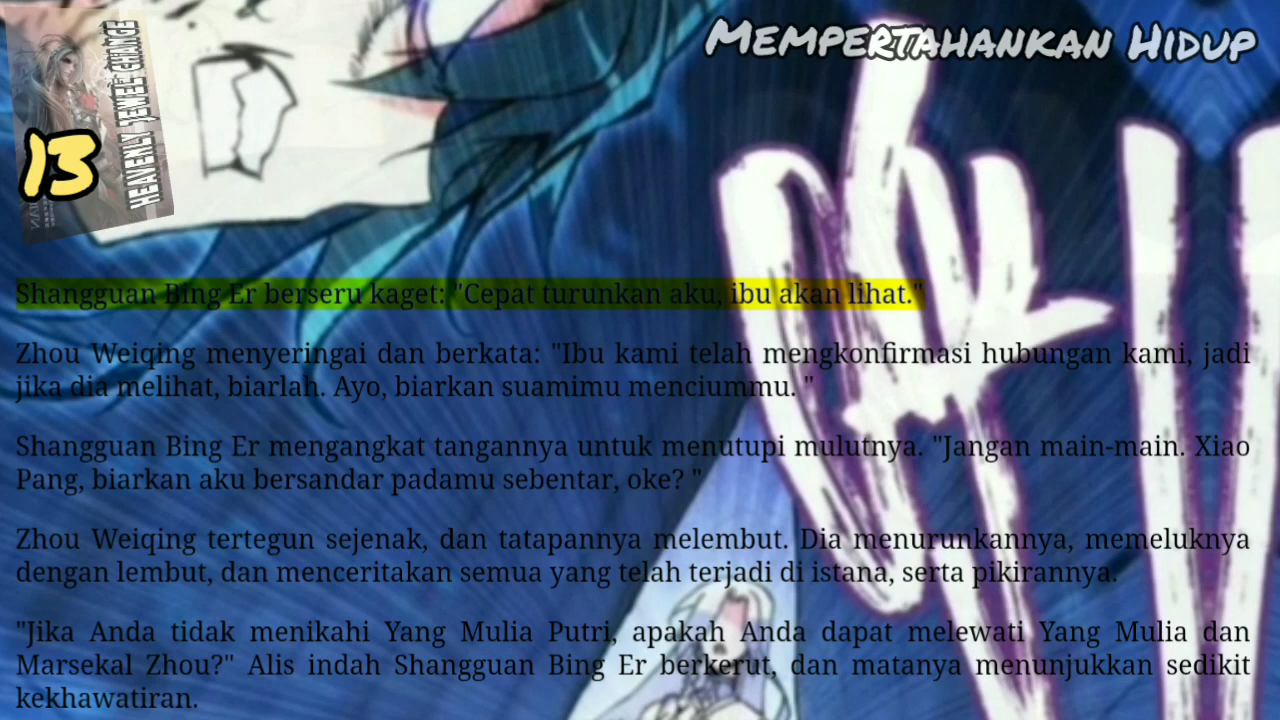 Mempertahankan Hidup
HEAVENLY JEWEL CHANGE
13
Shangguan Bing Er berseru kaget: "Cepat turunkan aku, ibu akan lihat."
Zhou Weiqing menyeringai dan berkata: "Ibu kami telah mengkonfirmasi hubungan kami, jadi
jika dia melihat, biarlah. Ayo, biarkan suamimu menciummu. "
Shangguan Bing Er mengangkat tangannya untuk menutupi mulutnya. "Jangan main-main. Xiao
Pang, biarkan aku bersandar padamu sebentar, oke? "
Zhou Weiqing tertegun sejenak, dan tatapannya melembut. Dia menurunkannya, memeluknya
dengan lembut, dan menceritakan semua yang telah terjadi di istana, serta pikirannya.
"Jika Anda tidak menikahi Yang Mulia Putri, apakah Anda dapat melewati Yang Mulia dan
Marsekal Zhou?" Alis indah Shangguan Bing Er berkerut, dan matanya menunjukkan sedikit
kekhawatiran.